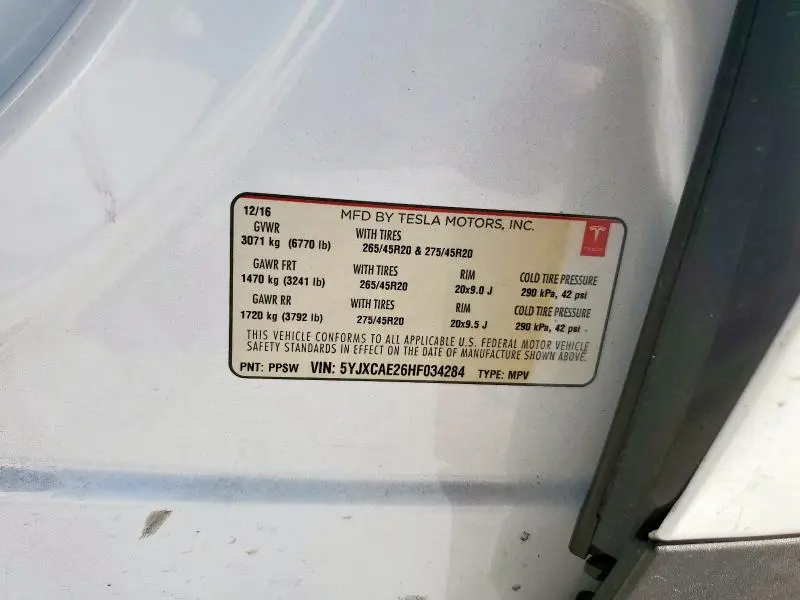 12/16 MFD BY TESLA MOTORS, INC.
GVWR WITH TIRES
3071 kg (6770 lb) 265/45R20 & 275/45R20
GAWR FRT WITH TIRES RIM COLD TIRE PRESSURE
1470 kg (3241 lb) 265/45R20 20x9.0 J 290 kPa, 42 psi
GAWR RR WITH TIRES RIM COLD TIRE PRESSURE
1720 kg (3792 lb) 275/45R20 20x9.5 J 290 kPa, 42 psi
THIS VEHICLE CONFORMS TO ALL APPLICABLE U.S. FEDERAL MOTOR VEHICLE
SAFETY STANDARDS IN EFFECT ON THE DATE OF MANUFACTURE SHOWN ABOVE.
PNT: PPSW VIN: 5YJXCAE26HF034284 TYPE: MPV